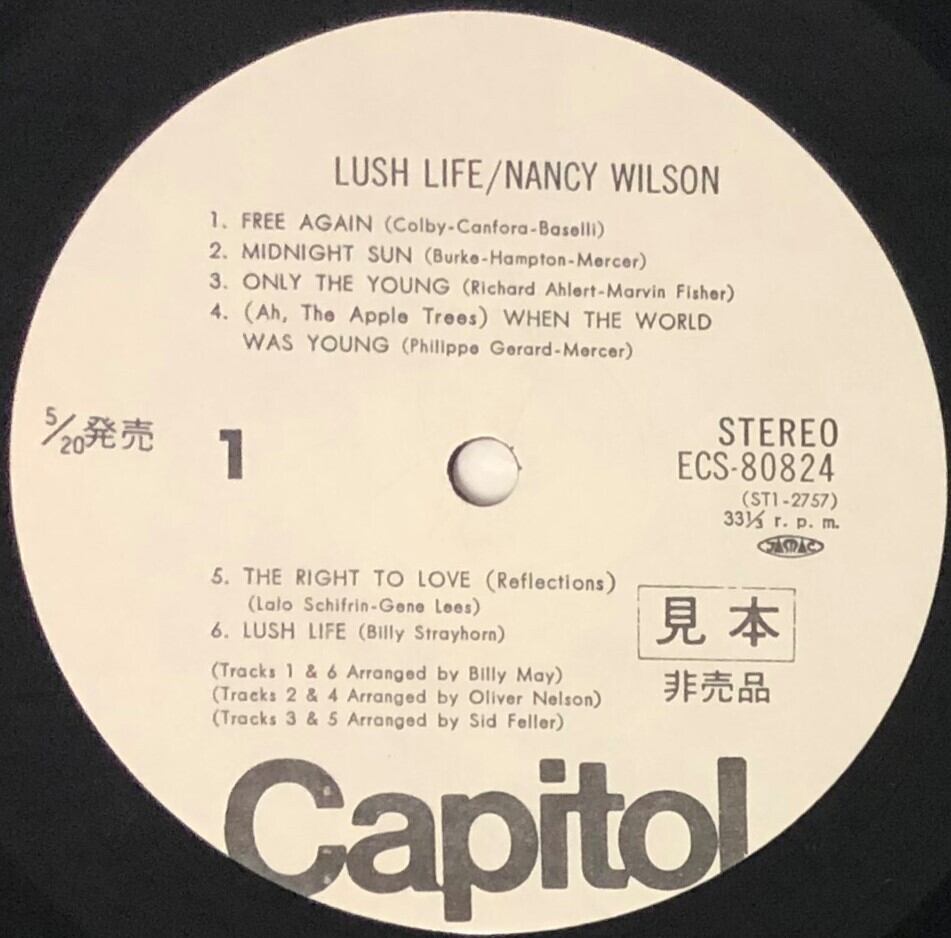 LUSH LIFE/NANCY WILSON
1. FREE AGAIN (Colby-Canfora-Baselli)
2. MIDNIGHT SUN (Burke-Hampton-Mercer)
3. ONLY THE YOUNG (Richard Ahlert-Marvin Fisher)
4. (Ah, The Apple Trees) WHEN THE WORLD
WAS YOUNG (Philippe Gerard-Mercer)
5/20発売
1
STEREO
ECS-80824
(ST1-2757)
33⅓ r. p. m.
JASRAC
5. THE RIGHT TO LOVE (Reflections)
(Lalo Schifrin-Gene Lees)
6. LUSH LIFE (Billy Strayhorn)
見本
非売品
(Tracks 1 & 6 Arranged by Billy May)
(Tracks 2 & 4 Arranged by Oliver Nelson)
(Tracks 3 & 5 Arranged by Sid Feller)
Capitol